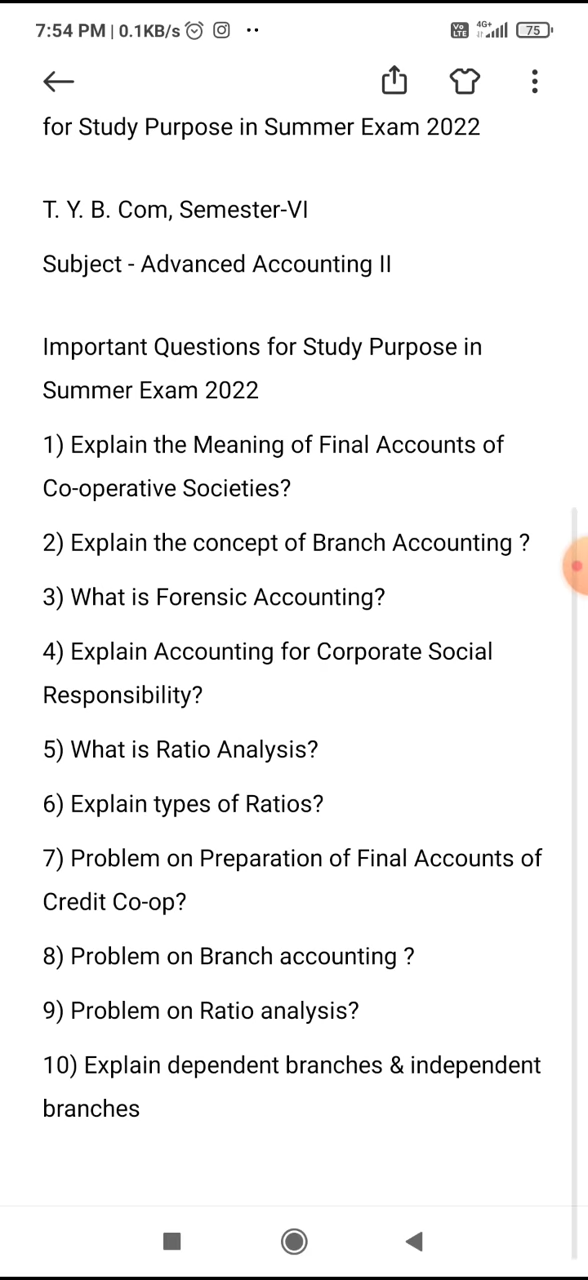 7:54 PM | 0.1KB/s
Vo LTE 4G+ 75
for Study Purpose in Summer Exam 2022
T. Y. B. Com, Semester-VI
Subject - Advanced Accounting II
Important Questions for Study Purpose in
Summer Exam 2022
1) Explain the Meaning of Final Accounts of
Co-operative Societies?
2) Explain the concept of Branch Accounting ?
3) What is Forensic Accounting?
4) Explain Accounting for Corporate Social
Responsibility?
5) What is Ratio Analysis?
6) Explain types of Ratios?
7) Problem on Preparation of Final Accounts of
Credit Co-op?
8) Problem on Branch accounting ?
9) Problem on Ratio analysis?
10) Explain dependent branches & independent
branches